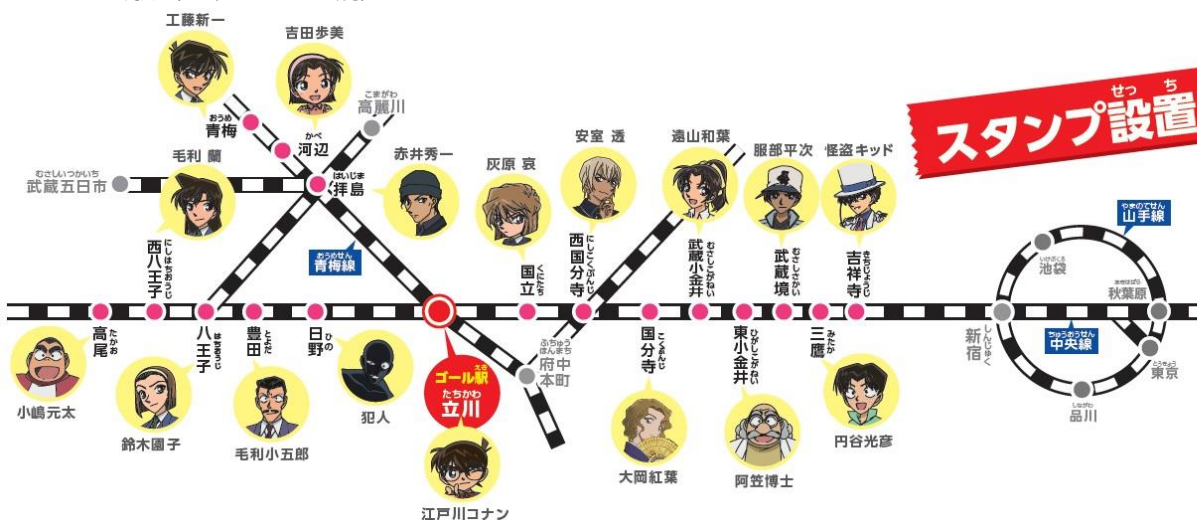 工藤新一
吉田歩美
こまがわ
高麗川
おうめ
青梅
かべ
河辺
むさしいつかいち
武蔵五日市
毛利 蘭
はいじま
拝島
赤井秀一
灰原 哀
安室 透
遠山和葉
服部平次
怪盗キッド
せっち
スタンプ設置
おうめせん
青梅線
にしはちおうじ
西八王子
くにたち
国立
にしこくぶんじ
西国分寺
むさしこがねい
武蔵小金井
むさしさかい
武蔵境
きちじょうじ
吉祥寺
やまのてせん
山手線
いけぶくろ
池袋
あきはばら
秋葉原
たかお
高尾
はちおうじ
八王子
とよだ
豊田
ひの
日野
ゴール駅
えき
たちかわ
立川
ふちゅう
ほんまち
府中
本町
こくぶんじ
国分寺
ひがしこがねい
東小金井
みたか
三鷹
しんじゅく
新宿
ちゅうおうせん
中央線
とうきょう
東京
しながわ
品川
小嶋元太
鈴木園子
毛利小五郎
犯人
江戸川コナン
大岡紅葉
阿笠博士
円谷光彦